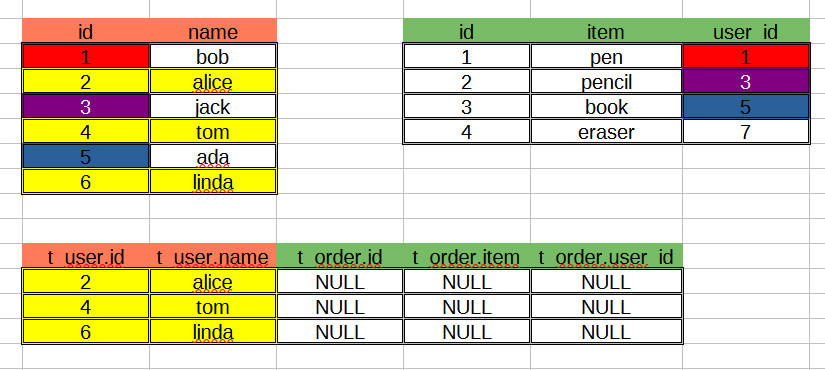 id name id item user_id
1 bob 1 pen 1
2 alice 2 pencil 3
3 jack 3 book 5
4 tom 4 eraser 7
5 ada
6 linda
t_user.id t_user.name t_order.id t_order.item t_order.user_id
2 alice NULL NULL NULL
4 tom NULL NULL NULL
6 linda NULL NULL NULL